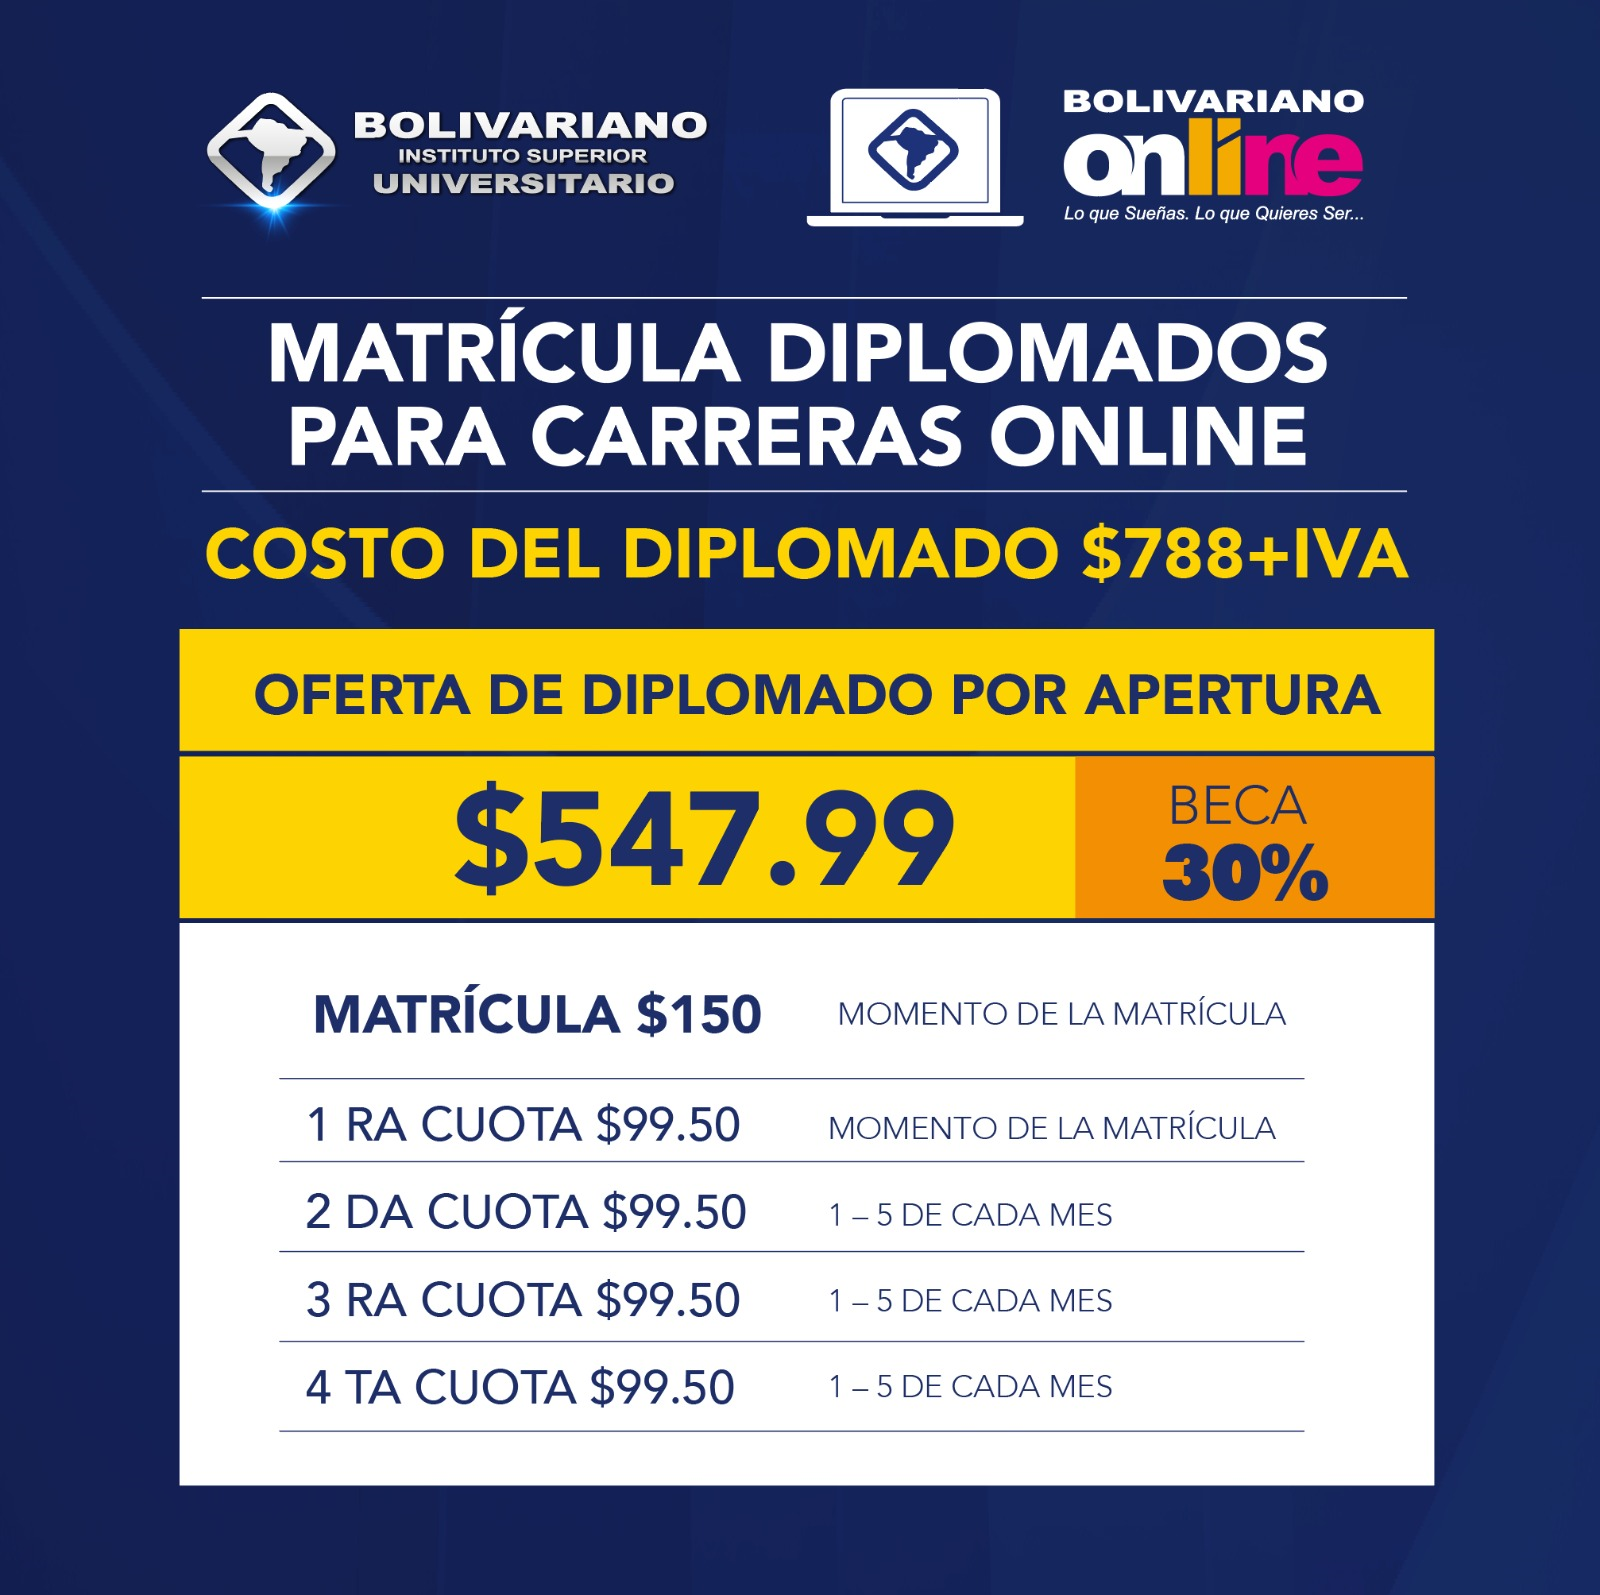 BOLIVARIANO
INSTITUTO SUPERIOR
UNIVERSITARIO
BOLIVARIANO
online
Lo que Sueñas. Lo que Quieres Ser...
MATRÍCULA DIPLOMADOS
PARA CARRERAS ONLINE
COSTO DEL DIPLOMADO $788+IVA
OFERTA DE DIPLOMADO POR APERTURA
$547.99
BECA
30%
MATRÍCULA $150 MOMENTO DE LA MATRÍCULA
1 RA CUOTA $99.50 MOMENTO DE LA MATRÍCULA
2 DA CUOTA $99.50 1 – 5 DE CADA MES
3 RA CUOTA $99.50 1 – 5 DE CADA MES
4 TA CUOTA $99.50 1 – 5 DE CADA MES